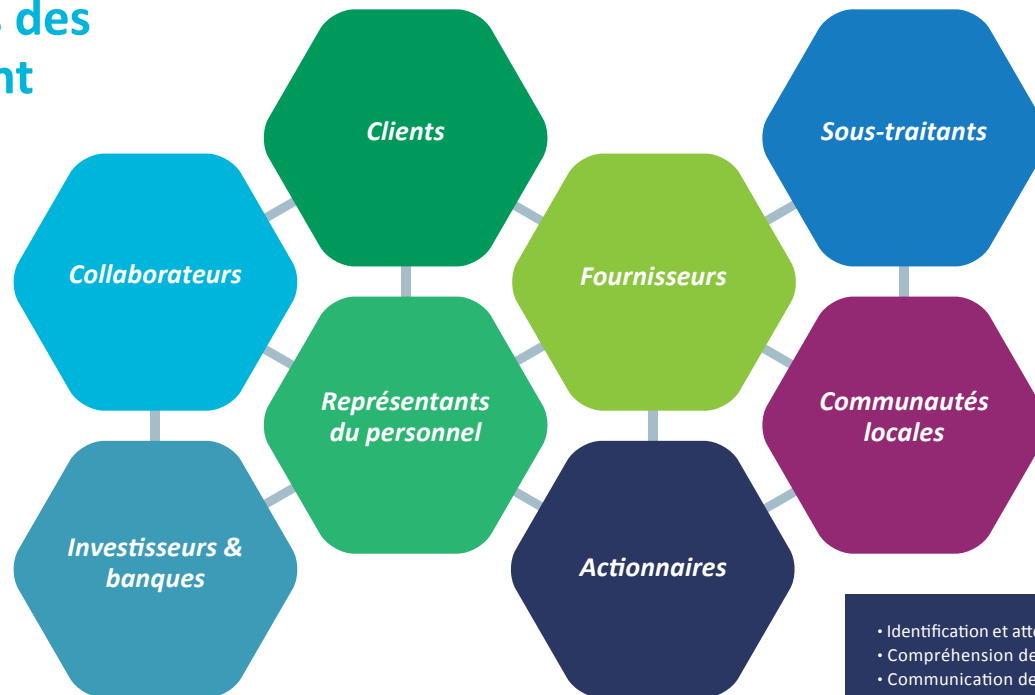 des
nt
Clients
Sous-traitants
Collaborateurs
Fournisseurs
Représentants
du personnel
Communautés
locales
Investisseurs &
banques
Actionnaires
• Identification et att
• Compréhension de
• Communication de